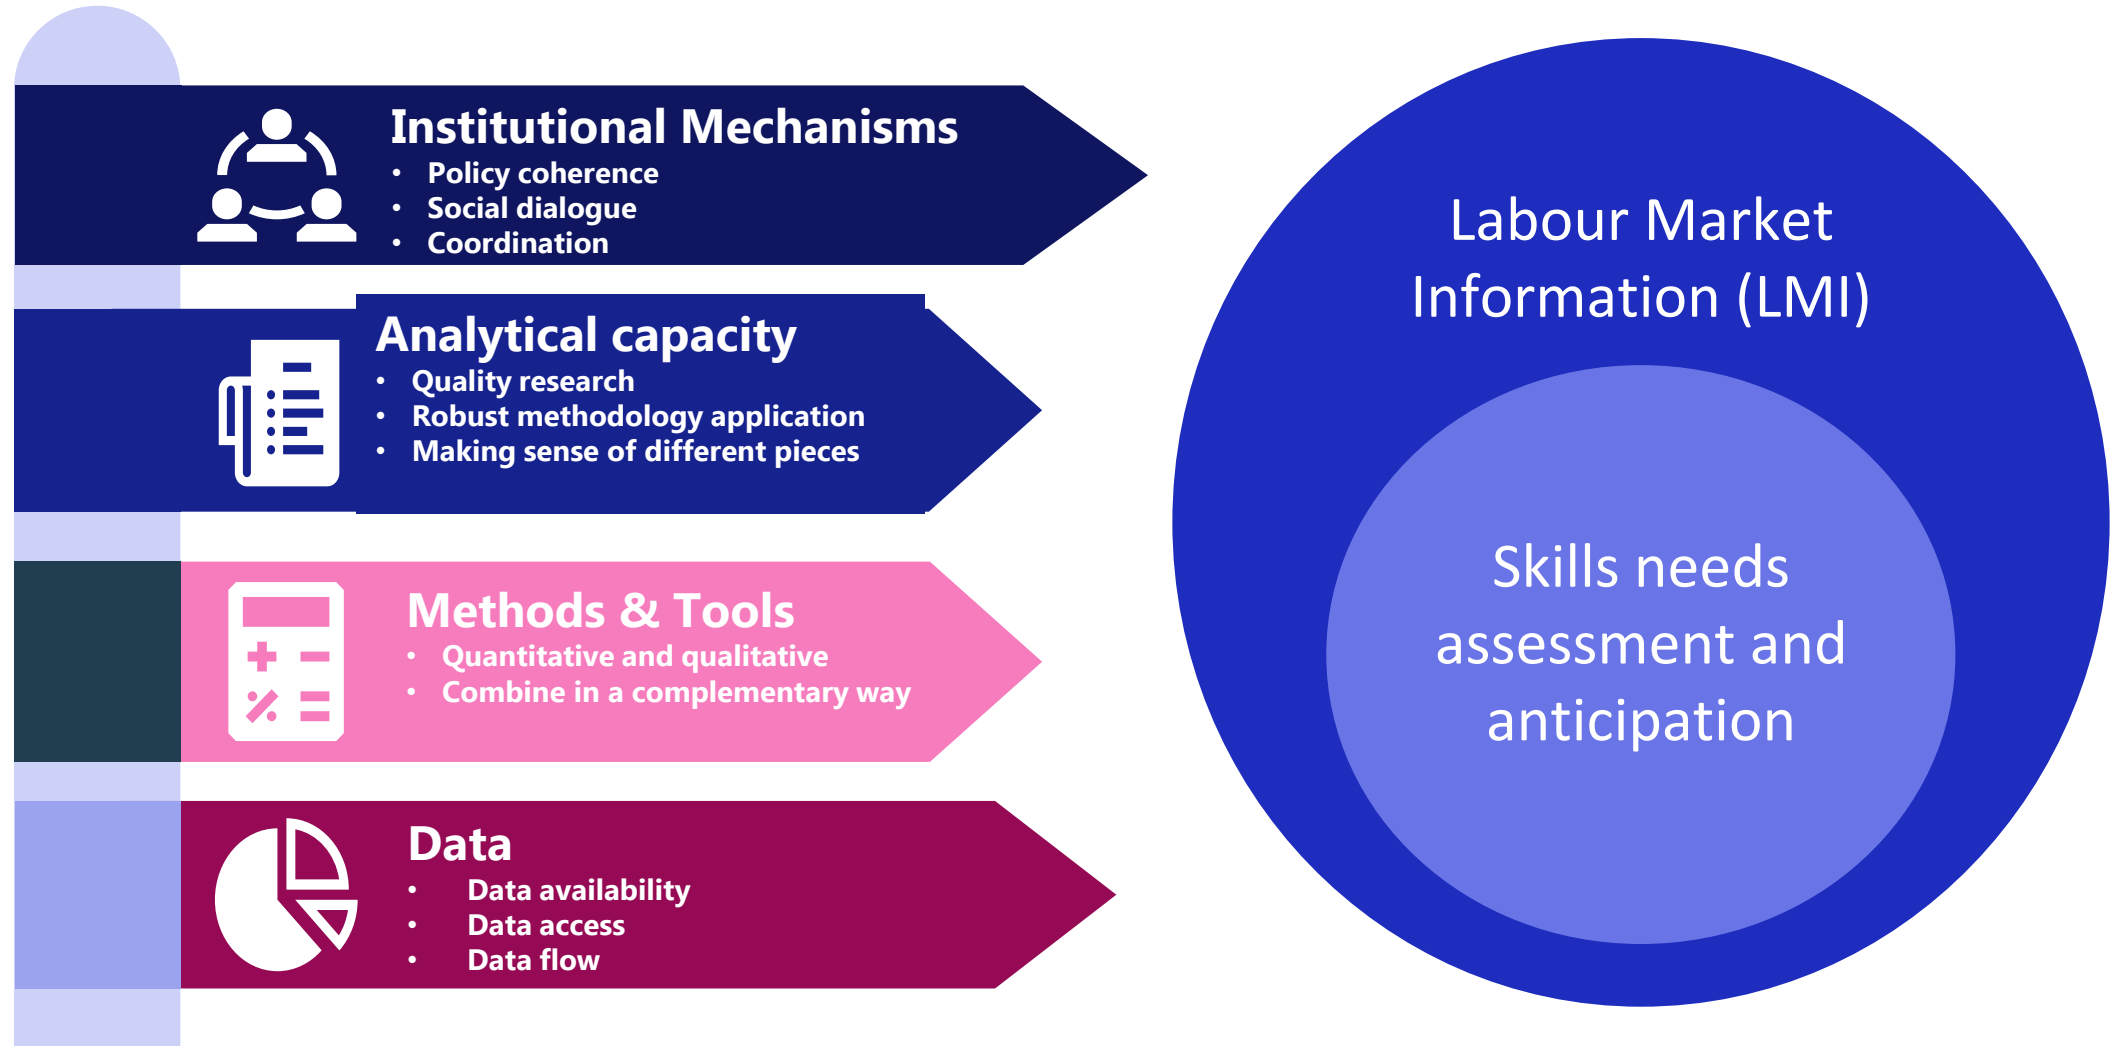 Institutional Mechanisms
• Policy coherence
• Social dialogue
• Coordination
Analytical capacity
• Quality research
• Robust methodology application
• Making sense of different pieces
Methods & Tools
• Quantitative and qualitative
• Combine in a complementary way
Data
• Data availability
• Data access
• Data flow
Labour Market
Information (LMI)
Skills needs
assessment and
anticipation